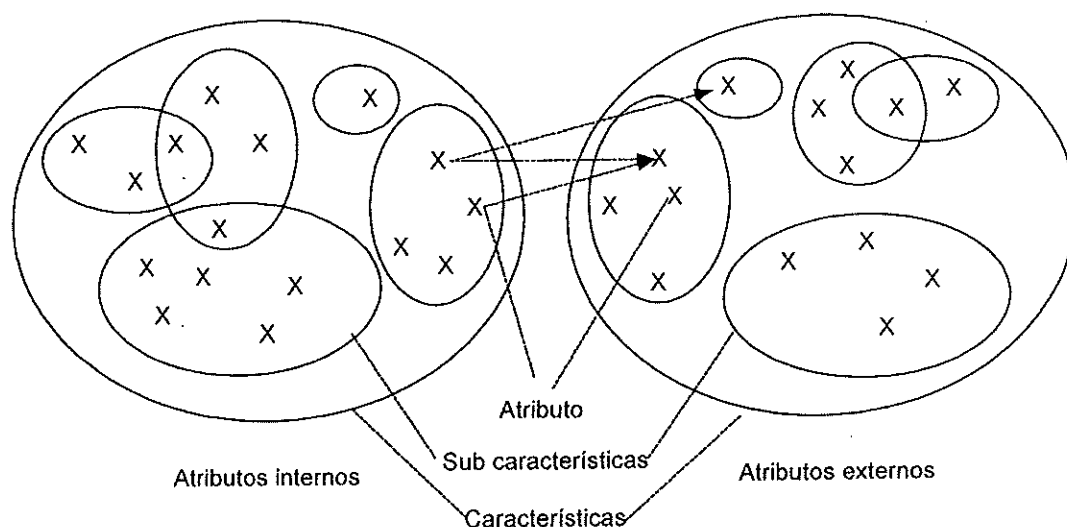 X X X X X X X X X X X X X X X X X X
X X X X X X X X X X X X X X
Atributo
Sub características
Atributos internos
Atributos externos
Características